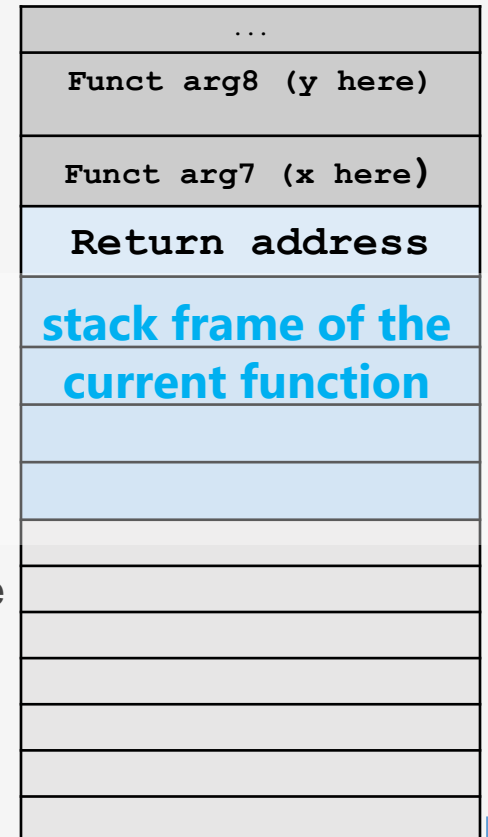 ...
Funct arg8 (y here)
Funct arg7 (x here)
Return address
stack frame of the
current function
e